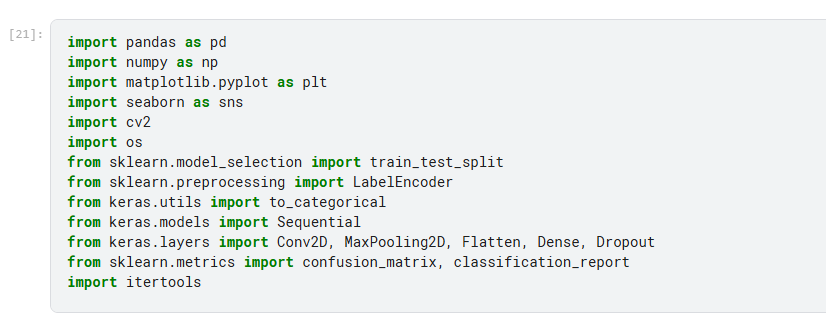 [21]:
import pandas as pd
import numpy as np
import matplotlib.pyplot as plt
import seaborn as sns
import cv2
import os
from sklearn.model_selection import train_test_split
from sklearn.preprocessing import LabelEncoder
from keras.utils import to_categorical
from keras.models import Sequential
from keras.layers import Conv2D, MaxPooling2D, Flatten, Dense, Dropout
from sklearn.metrics import confusion_matrix, classification_report
import itertools